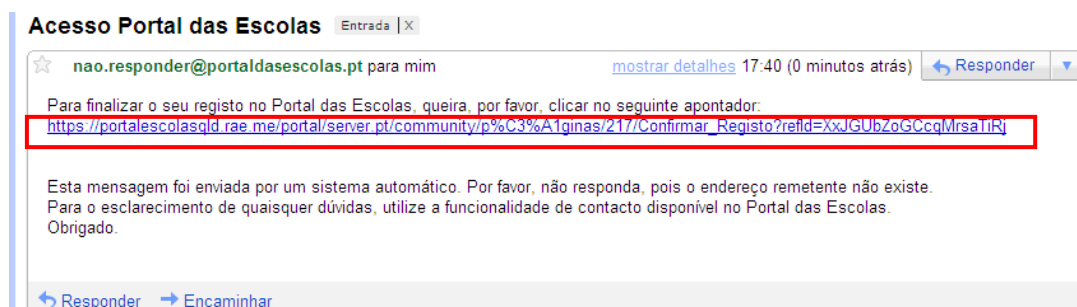 Acesso Portal das Escolas Entrada | X
nao.responder@portaldasescolas.pt para mim mostrar detalhes 17:40 (0 minutos atrás) Responder
Para finalizar o seu registo no Portal das Escolas, queira, por favor, clicar no seguinte apontador:
https://portalescolasqld.rae.me/portal/server.pt/community/p%C3%A1ginas/217/Confirmar_Registo?refId=XxJGUbZoGCcqMrsaTiRj
Esta mensagem foi enviada por um sistema automático. Por favor, não responda, pois o endereço remetente não existe.
Para o esclarecimento de quaisquer dúvidas, utilize a funcionalidade de contacto disponível no Portal das Escolas.
Obrigado.
Responder Encaminhar